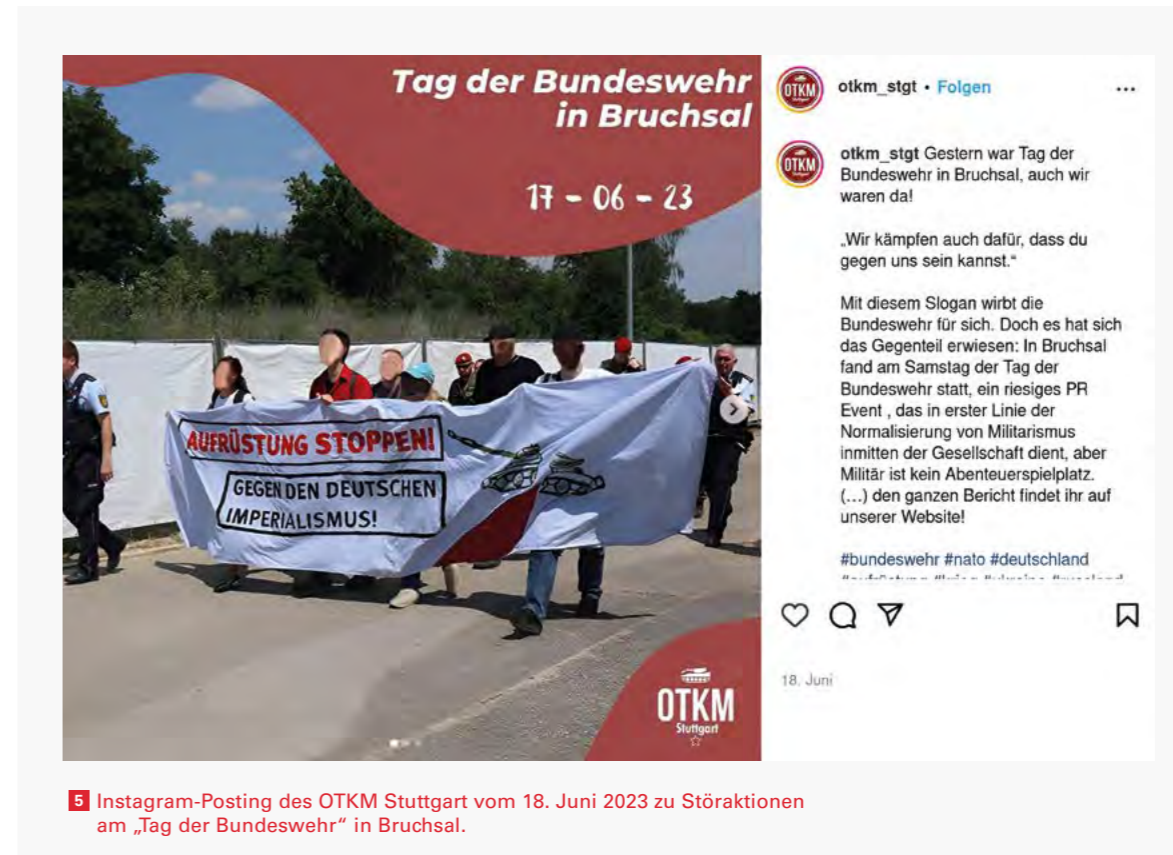 Tag der Bundeswehr
in Bruchsal
17 - 06 - 23
AUFRÜSTUNG STOPPEN!
GEGEN DEN DEUTSCHEN
IMPERIALISMUS!
OTKM
Stuttgart
OTKM
otkm_stgt • Folgen
OTKM
otkm_stgt Gestern war Tag der
Bundeswehr in Bruchsal, auch wir
waren da!
„Wir kämpfen auch dafür, dass du
gegen uns sein kannst.“
Mit diesem Slogan wirbt die
Bundeswehr für sich. Doch es hat sich
das Gegenteil erwiesen: In Bruchsal
fand am Samstag der Tag der
Bundeswehr statt, ein riesiges PR
Event , das in erster Linie der
Normalisierung von Militarismus
inmitten der Gesellschaft dient, aber
Militär ist kein Abenteuerspielplatz.
(...) den ganzen Bericht findet ihr auf
unserer Website!
#bundeswehr #nato #deutschland
18. Juni
5 Instagram-Posting des OTKM Stuttgart vom 18. Juni 2023 zu Störaktionen
am „Tag der Bundeswehr“ in Bruchsal.